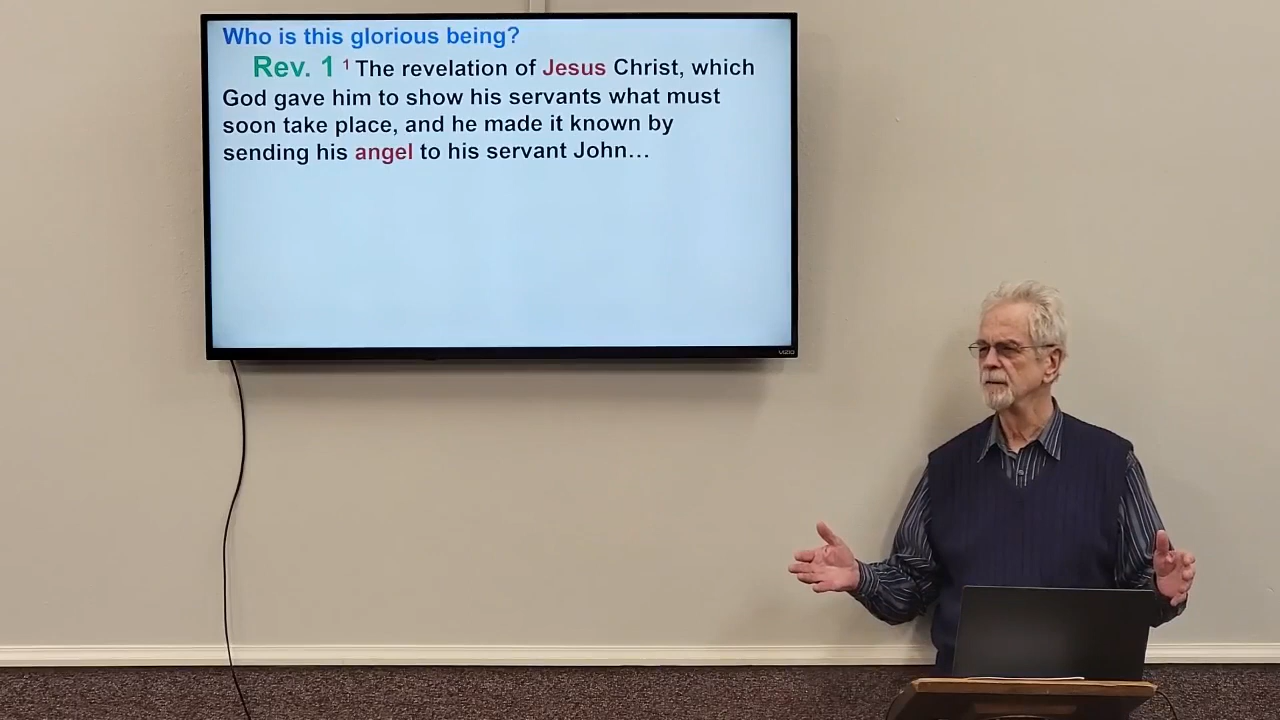 Who is this glorious being?
Rev. 1 ¹ The revelation of Jesus Christ, which
God gave him to show his servants what must
soon take place, and he made it known by
sending his angel to his servant John…
VIZIO